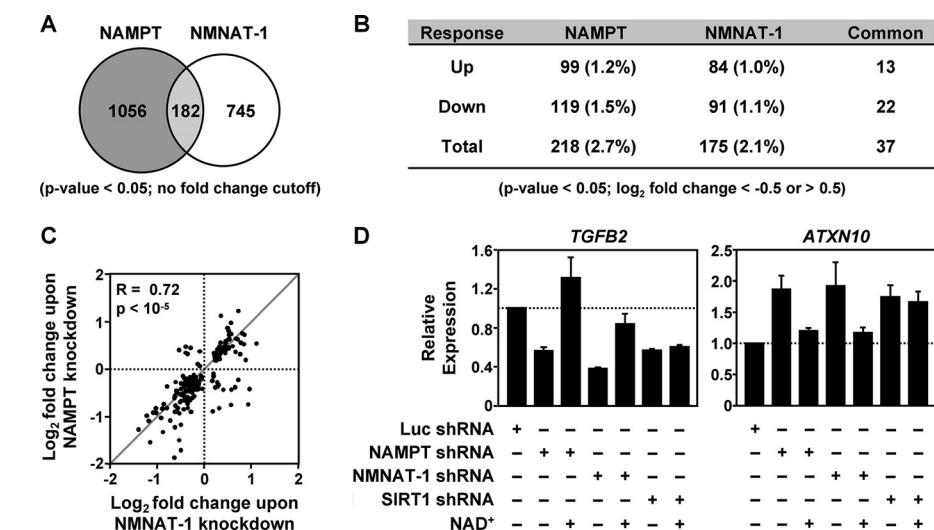 A
NAMPT NMNAT-1
1056 182 745
(p-value < 0.05; no fold change cutoff)
B
Response NAMPT NMNAT-1 Common
Up 99 (1.2%) 84 (1.0%) 13
Down 119 (1.5%) 91 (1.1%) 22
Total 218 (2.7%) 175 (2.1%) 37
(p-value < 0.05; log2 fold change < -0.5 or > 0.5)
C
Log2 fold change upon
NAMPT knockdown
2
1
0
-1
-2
R = 0.72
p < 10-5
-2 -1 0 1 2
Log2 fold change upon
NMNAT-1 knockdown
D
TGFB2
Relative
Expression
1.6
1.2
0.8
0.4
0
ATXN10
2.5
2.0
1.5
1.0
0.5
0
Luc shRNA + – – – – – – + – – – – – –
NAMPT shRNA – + + – – – – – + + – – – –
NMNAT-1 shRNA – – – + + – – – – – + + – –
SIRT1 shRNA – – – – – + + – – – – – + +
NAD+ – – + – + – + – – + – + – +